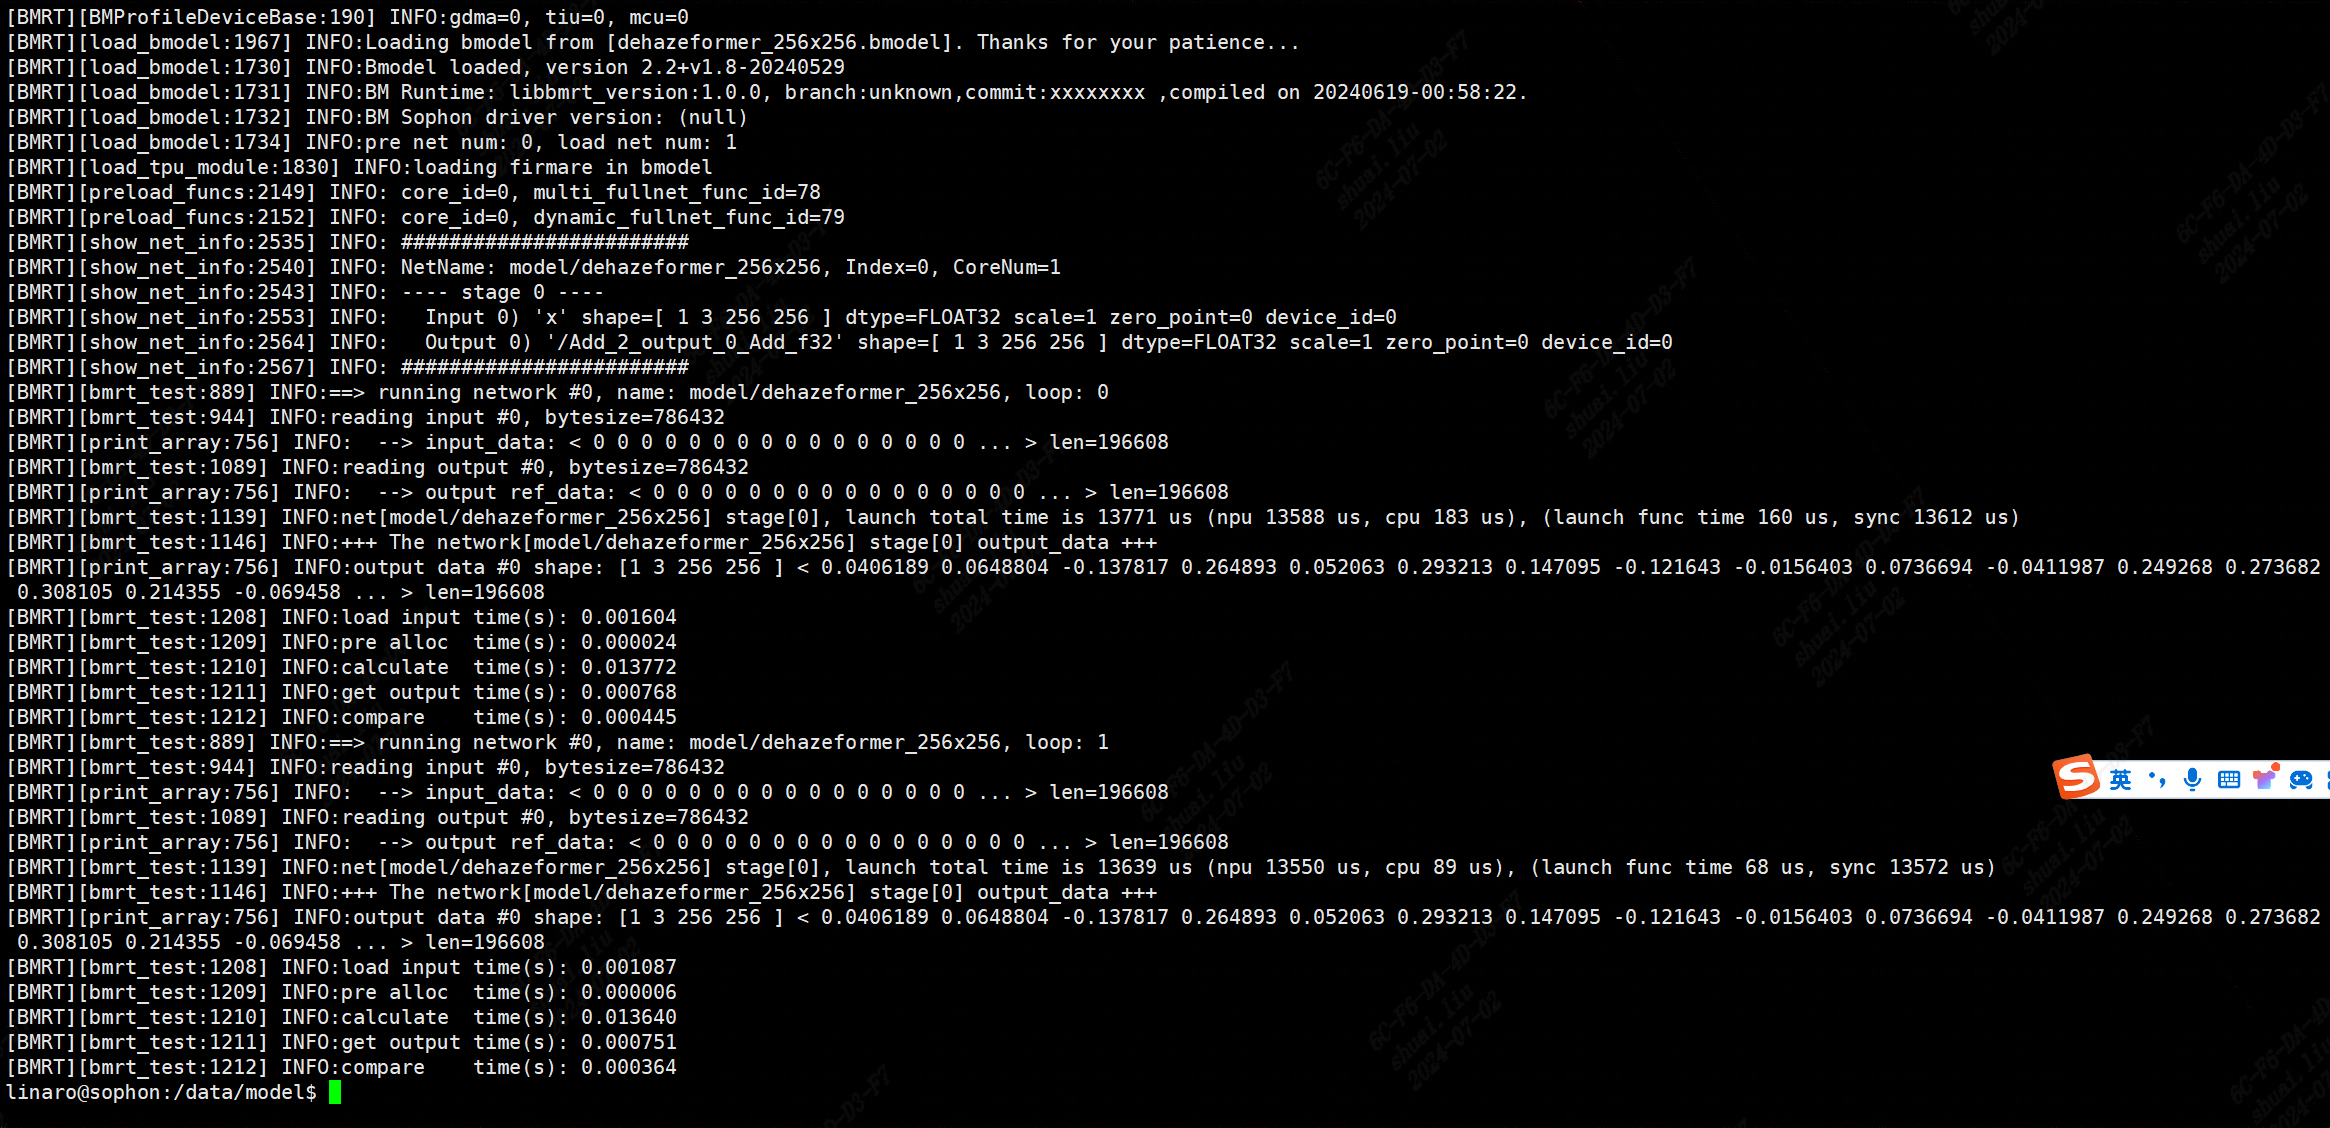 [BMRT][BMProfileDeviceBase:190] INFO:gdma=0, tiu=0, mcu=0
[BMRT][load_bmodel:1967] INFO:Loading bmodel from [dehazeformer_256x256.bmodel]. Thanks for your patience...
[BMRT][load_bmodel:1730] INFO:Bmodel loaded, version 2.2+v1.8-20240529
[BMRT][load_bmodel:1731] INFO:BM Runtime: libbmrt_version:1.0.0, branch:unknown,commit:xxxxxxxx ,compiled on 20240619-00:58:22.
[BMRT][load_bmodel:1732] INFO:BM Sophon driver version: (null)
[BMRT][load_bmodel:1734] INFO:pre net num: 0, load net num: 1
[BMRT][load_tpu_module:1830] INFO:loading firmare in bmodel
[BMRT][preload_funcs:2149] INFO: core_id=0, multi_fullnet_func_id=78
[BMRT][preload_funcs:2152] INFO: core_id=0, dynamic_fullnet_func_id=79
[BMRT][show_net_info:2535] INFO: ########################
[BMRT][show_net_info:2540] INFO: NetName: model/dehazeformer_256x256, Index=0, CoreNum=1
[BMRT][show_net_info:2543] INFO: ---- stage 0 ----
[BMRT][show_net_info:2553] INFO:   Input 0) 'x' shape=[ 1 3 256 256 ] dtype=FLOAT32 scale=1 zero_point=0 device_id=0
[BMRT][show_net_info:2564] INFO:   Output 0) '/Add_2_output_0_Add_f32' shape=[ 1 3 256 256 ] dtype=FLOAT32 scale=1 zero_point=0 device_id=0
[BMRT][show_net_info:2567] INFO: ########################
[BMRT][bmrt_test:889] INFO:==> running network #0, name: model/dehazeformer_256x256, loop: 0
[BMRT][bmrt_test:944] INFO:reading input #0, bytesize=786432
[BMRT][print_array:756] INFO:  --> input_data: < 0 0 0 0 0 0 0 0 0 0 0 0 0 0 0 0 ... > len=196608
[BMRT][bmrt_test:1089] INFO:reading output #0, bytesize=786432
[BMRT][print_array:756] INFO:  --> output ref_data: < 0 0 0 0 0 0 0 0 0 0 0 0 0 0 0 0 ... > len=196608
[BMRT][bmrt_test:1139] INFO:net[model/dehazeformer_256x256] stage[0], launch total time is 13771 us (npu 13588 us, cpu 183 us), (launch func time 160 us, sync 13612 us)
[BMRT][bmrt_test:1146] INFO:+++ The network[model/dehazeformer_256x256] stage[0] output_data +++
[BMRT][print_array:756] INFO:output data #0 shape: [1 3 256 256 ] < 0.0406189 0.0648804 -0.137817 0.264893 0.052063 0.293213 0.147095 -0.121643 -0.0156403 0.0736694 -0.0411987 0.249268 0.273682
 0.308105 0.214355 -0.069458 ... > len=196608
[BMRT][bmrt_test:1208] INFO:load input time(s): 0.001604
[BMRT][bmrt_test:1209] INFO:pre alloc  time(s): 0.000024
[BMRT][bmrt_test:1210] INFO:calculate  time(s): 0.013772
[BMRT][bmrt_test:1211] INFO:get output time(s): 0.000768
[BMRT][bmrt_test:1212] INFO:compare    time(s): 0.000445
[BMRT][bmrt_test:889] INFO:==> running network #0, name: model/dehazeformer_256x256, loop: 1
[BMRT][bmrt_test:944] INFO:reading input #0, bytesize=786432
[BMRT][print_array:756] INFO:  --> input_data: < 0 0 0 0 0 0 0 0 0 0 0 0 0 0 0 0 ... > len=196608
[BMRT][bmrt_test:1089] INFO:reading output #0, bytesize=786432
[BMRT][print_array:756] INFO:  --> output ref_data: < 0 0 0 0 0 0 0 0 0 0 0 0 0 0 0 0 ... > len=196608
[BMRT][bmrt_test:1139] INFO:net[model/dehazeformer_256x256] stage[0], launch total time is 13639 us (npu 13550 us, cpu 89 us), (launch func time 68 us, sync 13572 us)
[BMRT][bmrt_test:1146] INFO:+++ The network[model/dehazeformer_256x256] stage[0] output_data +++
[BMRT][print_array:756] INFO:output data #0 shape: [1 3 256 256 ] < 0.0406189 0.0648804 -0.137817 0.264893 0.052063 0.293213 0.147095 -0.121643 -0.0156403 0.0736694 -0.0411987 0.249268 0.273682
 0.308105 0.214355 -0.069458 ... > len=196608
[BMRT][bmrt_test:1208] INFO:load input time(s): 0.001087
[BMRT][bmrt_test:1209] INFO:pre alloc  time(s): 0.000006
[BMRT][bmrt_test:1210] INFO:calculate  time(s): 0.013640
[BMRT][bmrt_test:1211] INFO:get output time(s): 0.000751
[BMRT][bmrt_test:1212] INFO:compare    time(s): 0.000364
linaro@sophon:/data/model$
英
6C-F6-DA-4D-D3-F7
shuai.liu
2024-07-02